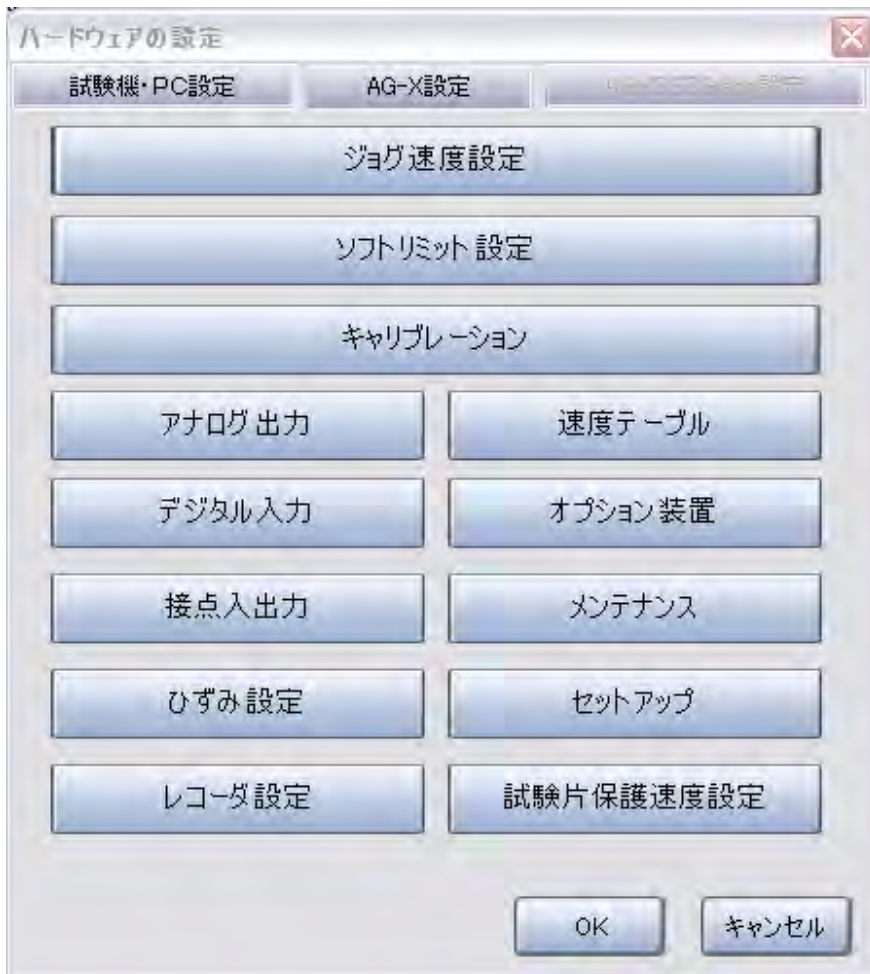 ハードウェアの設定
試験機・PC設定
AG-X設定
ジョグ速度設定
ソフトリミット設定
キャリブレーション
アナログ出力
速度テーブル
デジタル入力
オプション装置
接点入出力
メンテナンス
ひずみ設定
セットアップ
レコーダ設定
試験片保護速度設定
OK
キャンセル